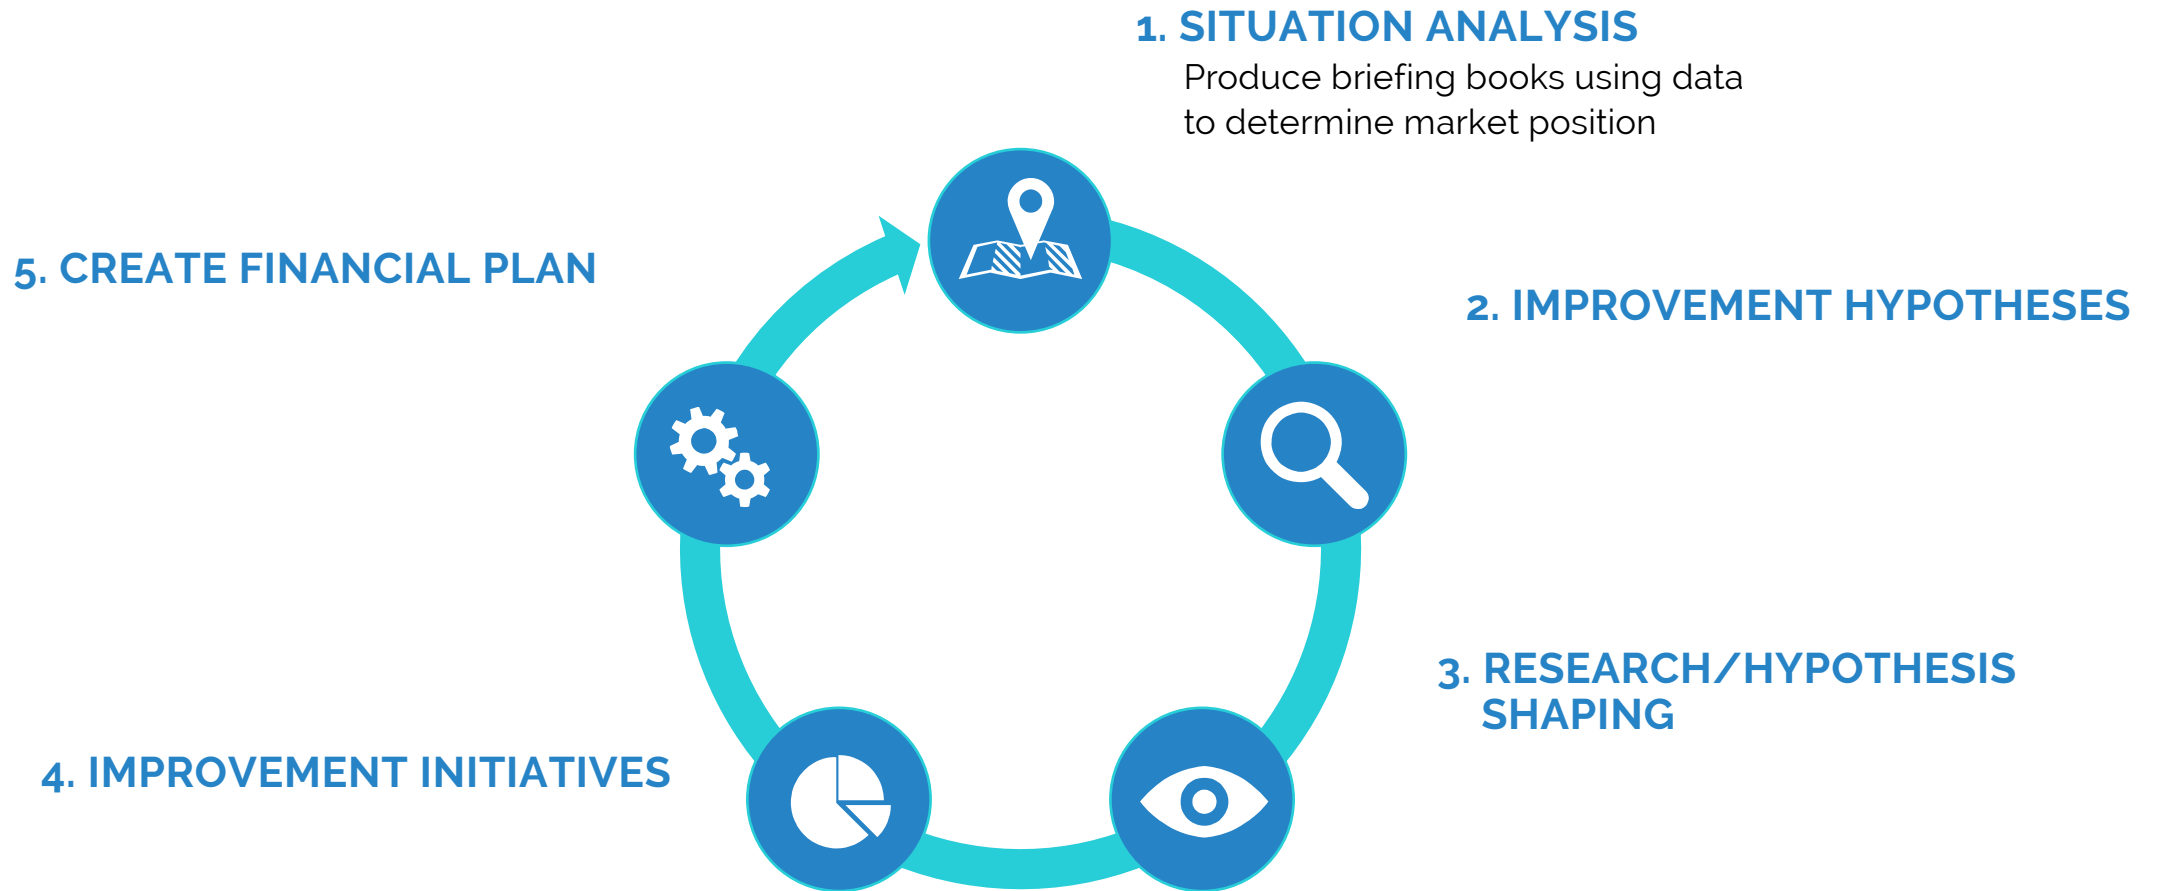 1. SITUATION ANALYSIS
Produce briefing books using data
to determine market position
2. IMPROVEMENT HYPOTHESES
3. RESEARCH/HYPOTHESIS
SHAPING
4. IMPROVEMENT INITIATIVES
5. CREATE FINANCIAL PLAN